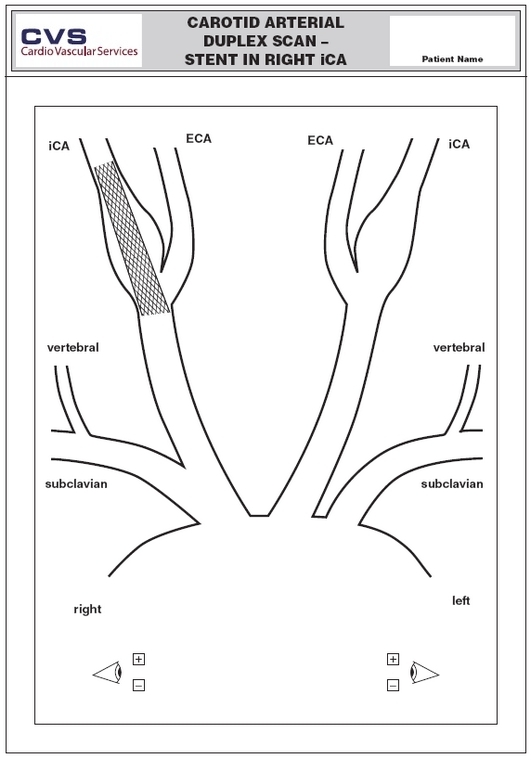 CVS
Cardio Vascular Services
CAROTID ARTERIAL
DUPLEX SCAN –
STENT IN RIGHT iCA
Patient Name
iCA
ECA
ECA
iCA
vertebral
vertebral
subclavian
subclavian
right
left
+
+
–
–